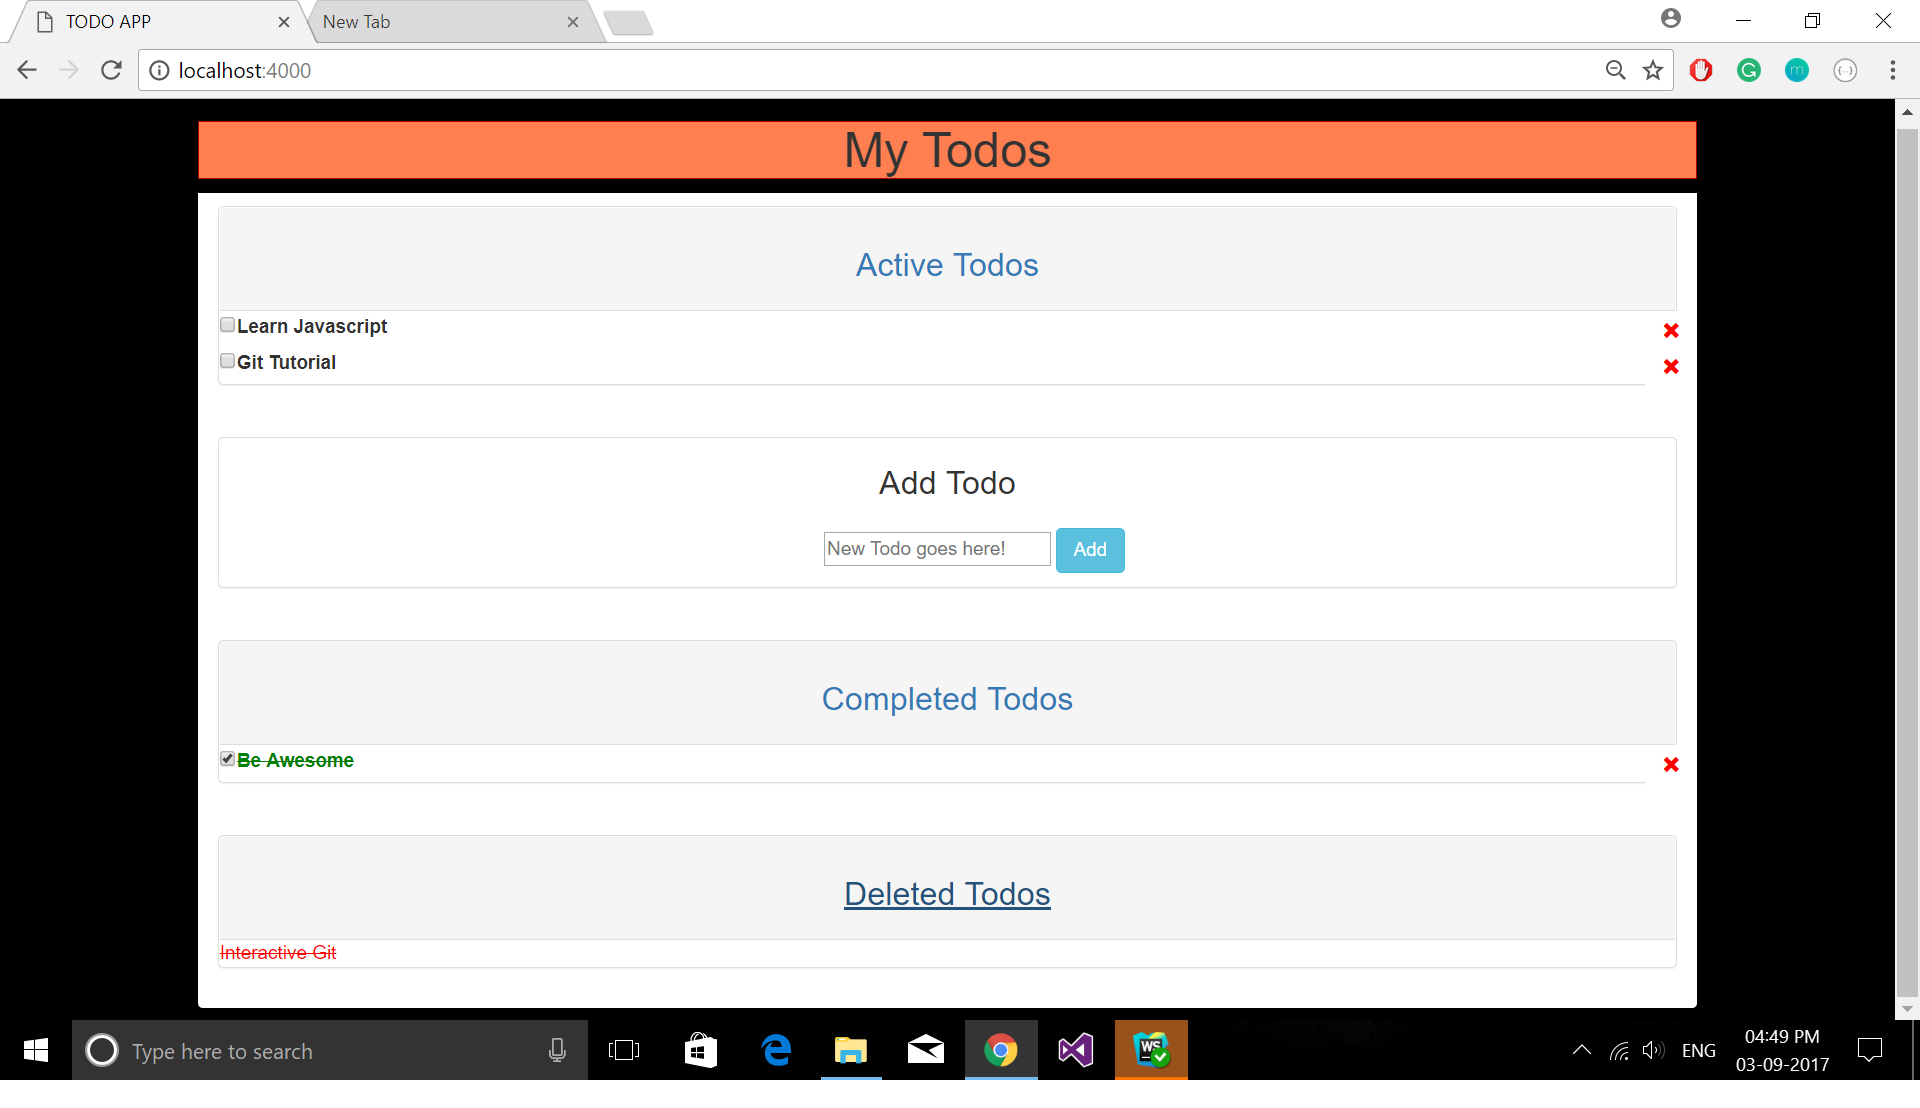 TODO APP
New Tab
localhost:4000
My Todos
Active Todos
Learn Javascript
Git Tutorial
Add Todo
New Todo goes here!
Add
Completed Todos
Be Awesome
Deleted Todos
Interactive Git
Type here to search
WS
ENG
04:49 PM
03-09-2017